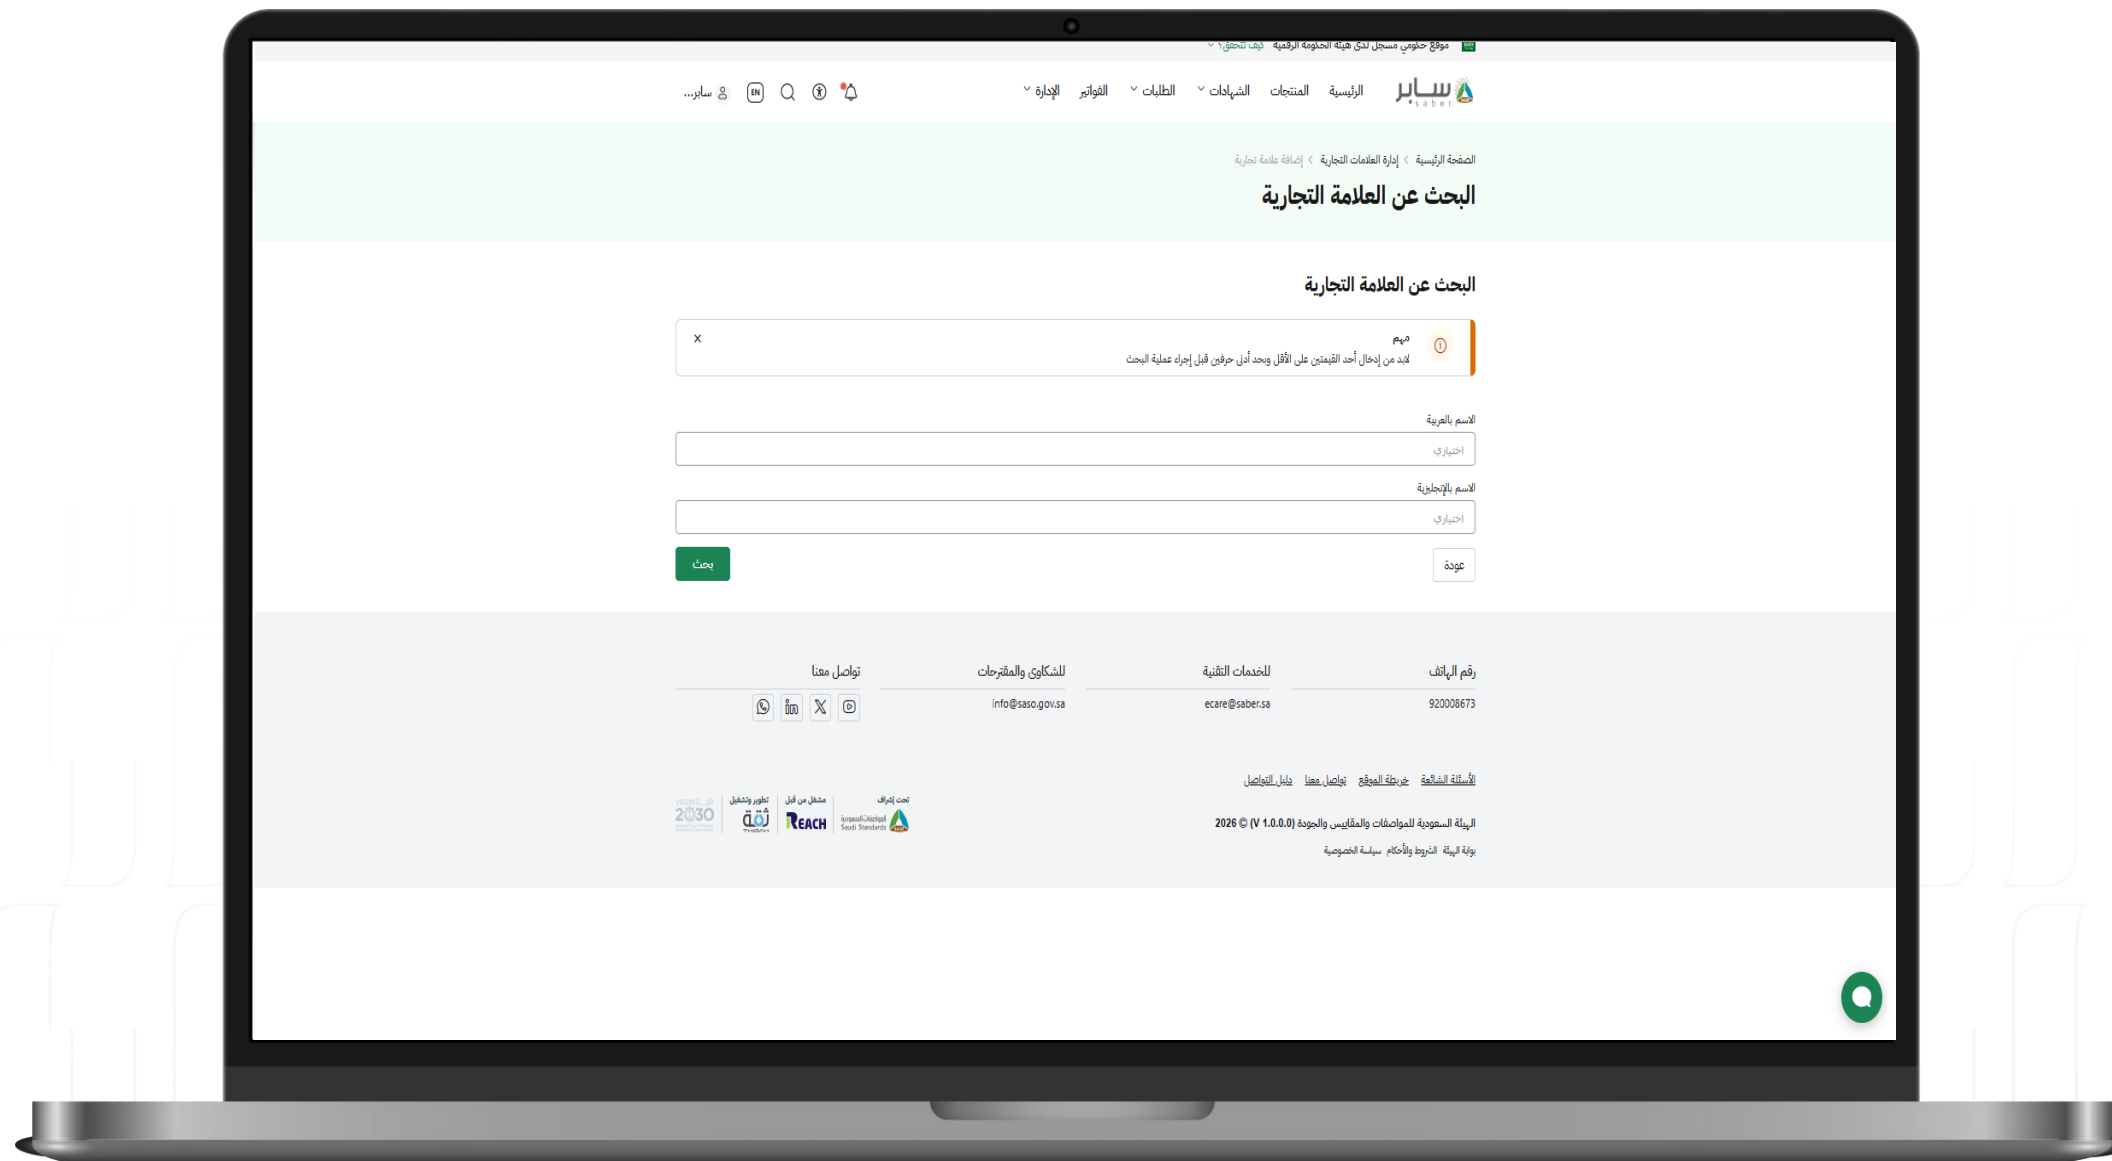 موقع حكومي مسجل لدى هيئة الحكومة الرقمية كيف تتحقق؟
سابر saber الرئيسية المنتجات الشهادات الطلبات الفواتير الإدارة EN سابر...
الصفحة الرئيسية > إدارة العلامات التجارية > إضافة علامة تجارية
البحث عن العلامة التجارية
البحث عن العلامة التجارية
مهم
لابد من إدخال أحد القيمتين على الأقل وبحد أدنى حرفين قبل إجراء عملية البحث
الاسم بالعربية
اختياري
الاسم بالإنجليزية
اختياري
عودة بحث
رقم الهاتف للخدمات التقنية للشكاوى والمقترحات تواصل معنا
920008673 ecare@saber.sa info@saso.gov.sa
الأسئلة الشائعة خريطة الموقع تواصل معنا دليل التواصل
تحت إشراف مشغل من قبل تطوير وتشغيل
Saudi Standards REACH ثقة THIQAH 2030
الهيئة السعودية للمواصفات والمقاييس والجودة (V 1.0.0.0) © 2026
بوابة الهيئة الشروط والأحكام سياسة الخصوصية